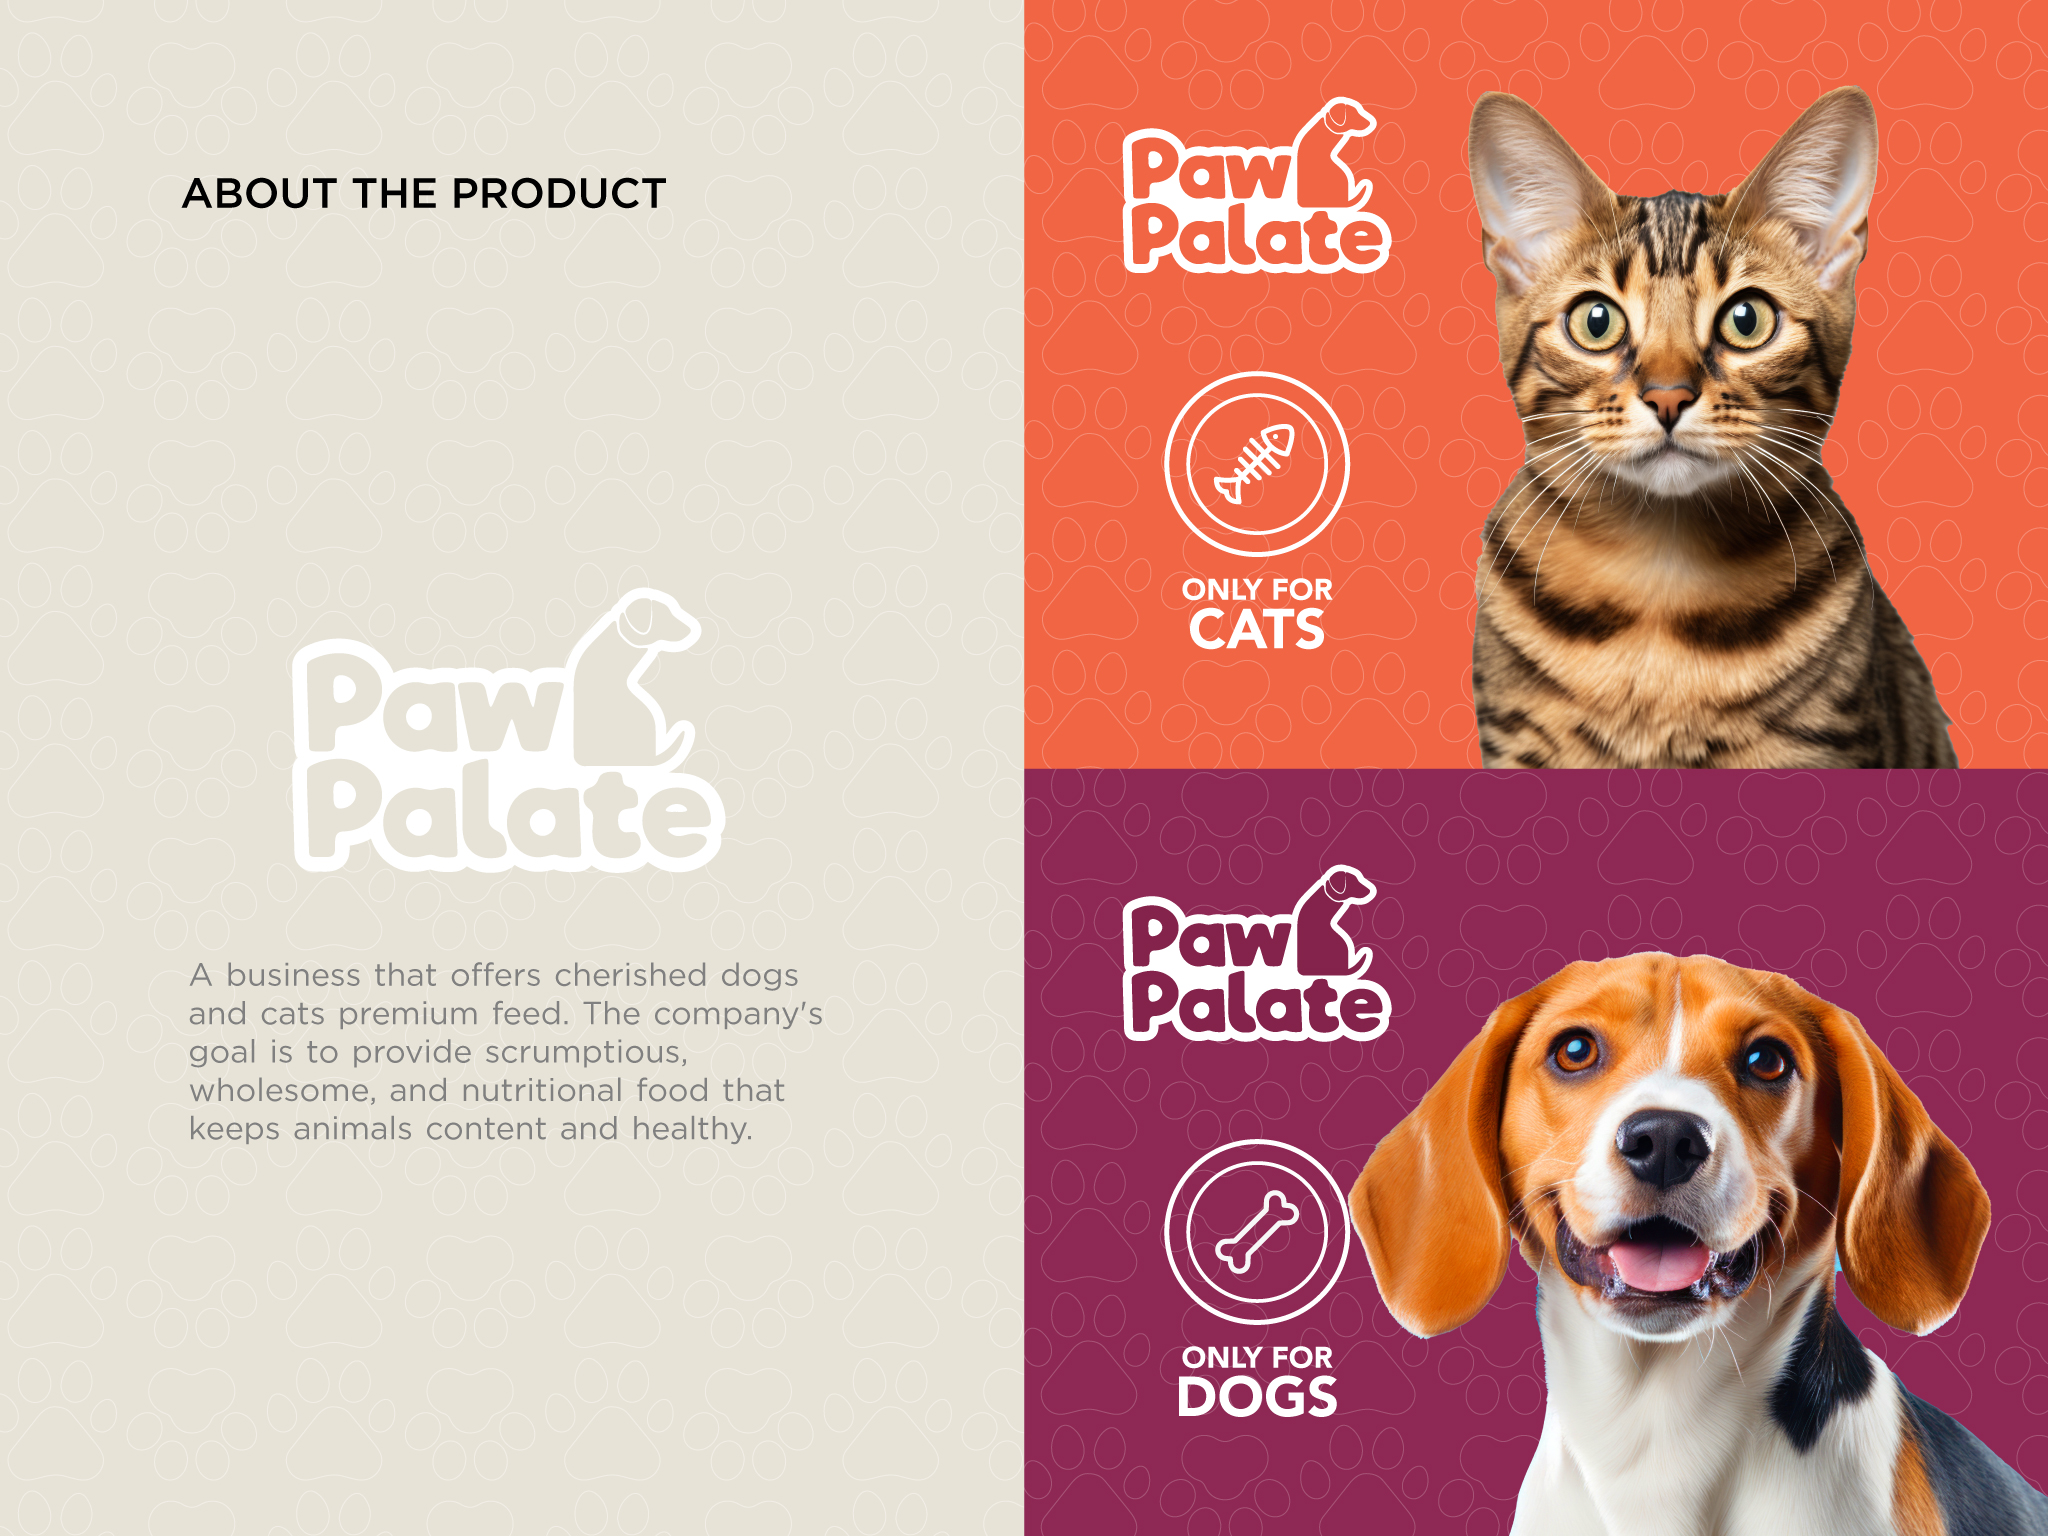 ABOUT THE PRODUCT
Paw
Palate
A business that offers cherished dogs
and cats premium feed. The company's
goal is to provide scrumptious,
wholesome, and nutritional food that
keeps animals content and healthy.
Paw
Palate
ONLY FOR
CATS
Paw
Palate
ONLY FOR
DOGS